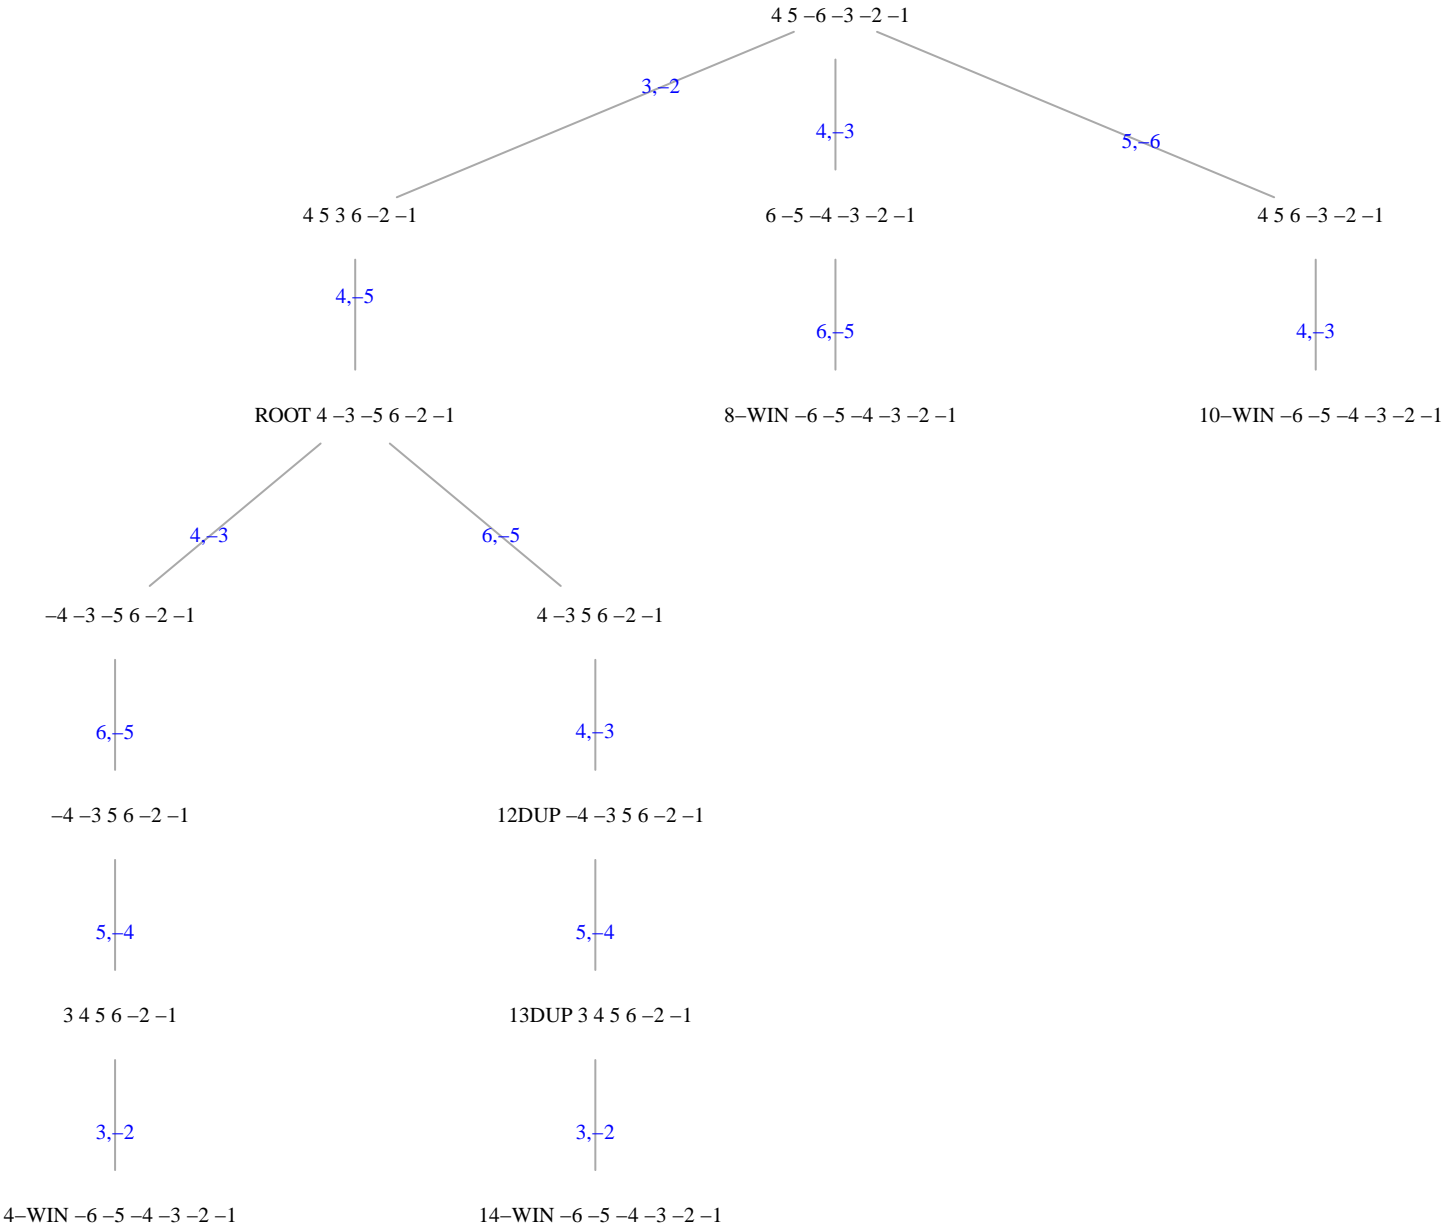 4 5 –6 –3 –2 –1
3,–2
4,–3
5,–6
4 5 3 6 –2 –1
6 –5 –4 –3 –2 –1
4 5 6 –3 –2 –1
4,–5
6,–5
4,–3
ROOT 4 –3 –5 6 –2 –1
8–WIN –6 –5 –4 –3 –2 –1
10–WIN –6 –5 –4 –3 –2 –1
4,–3
6,–5
–4 –3 –5 6 –2 –1
4 –3 5 6 –2 –1
6,–5
4,–3
–4 –3 5 6 –2 –1
12DUP –4 –3 5 6 –2 –1
5,–4
5,–4
3 4 5 6 –2 –1
13DUP 3 4 5 6 –2 –1
3,–2
3,–2
4–WIN –6 –5 –4 –3 –2 –1
14–WIN –6 –5 –4 –3 –2 –1